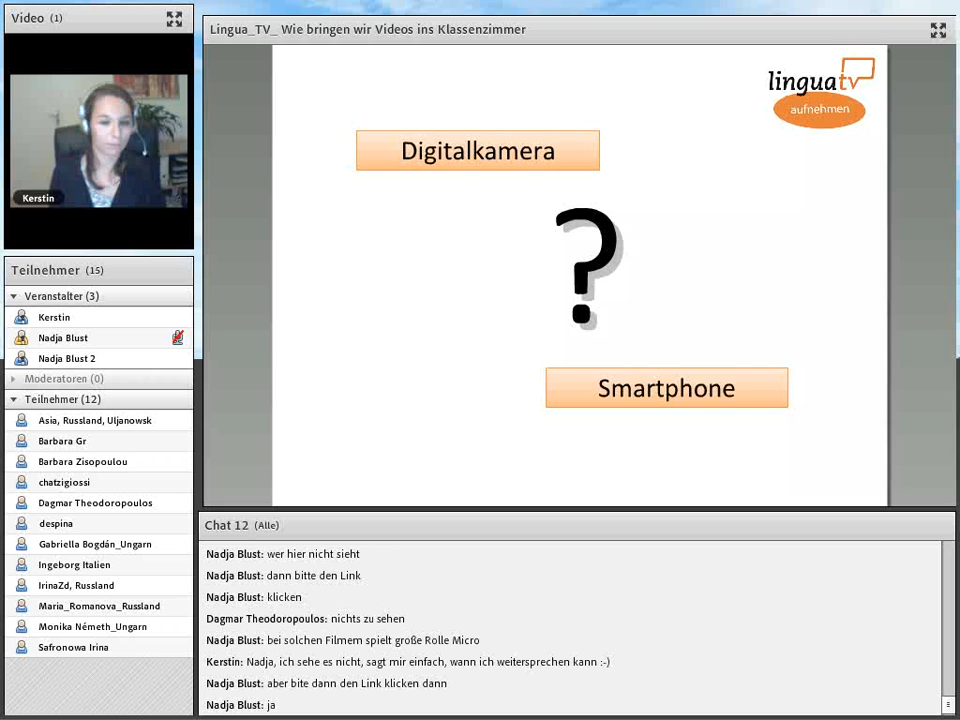 Video (1)
Kerstin
Teilnehmer (15)
Veranstalter (3)
Kerstin
Nadja Blust
Nadja Blust 2
Moderatoren (0)
Teilnehmer (12)
Asia, Russland, Uljanowsk
Barbara Gr
Barbara Zisopoulou
chatzigiossi
Dagmar Theodoropoulos
despina
Gabriella Bogdán_Ungarn
Ingeborg Italien
IrinaZd, Russland
Maria_Romanova_Russland
Monika Németh_Ungarn
Safronowa Irina
Lingua_TV_ Wie bringen wir Videos ins Klassenzimmer
linguatv
aufnehmen
Digitalkamera
?
Smartphone
Chat 12 (Alle)
Nadja Blust: wer hier nicht sieht
Nadja Blust: dann bitte den Link
Nadja Blust: klicken
Dagmar Theodoropoulos: nichts zu sehen
Nadja Blust: bei solchen Filmem spielt große Rolle Micro
Kerstin: Nadja, ich sehe es nicht, sagt mir einfach, wann ich weitersprechen kann :-)
Nadja Blust: aber bite dann den Link klicken dann
Nadja Blust: ja